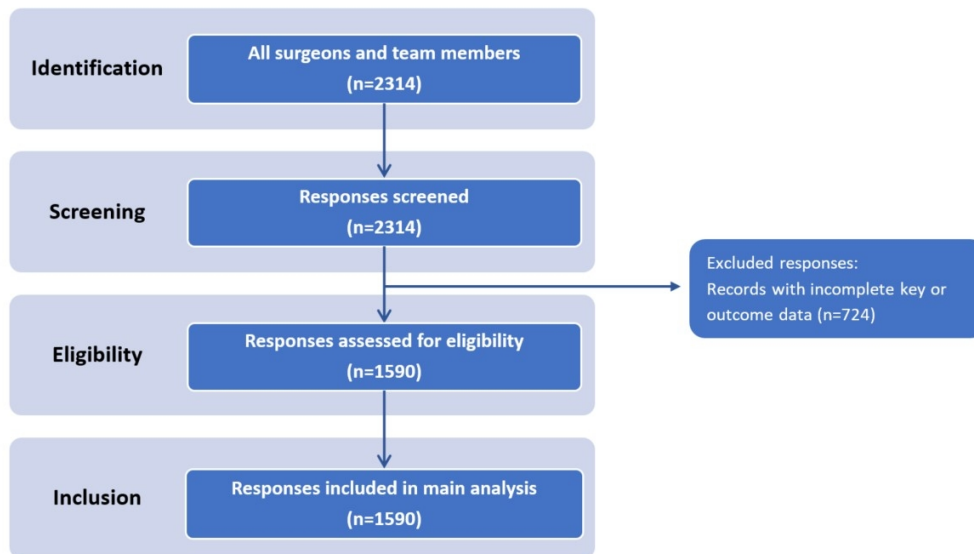 Identification
All surgeons and team members
(n=2314)
Screening
Responses screened
(n=2314)
Excluded responses:
Records with incomplete key or
outcome data (n=724)
Eligibility
Responses assessed for eligibility
(n=1590)
Inclusion
Responses included in main analysis
(n=1590)